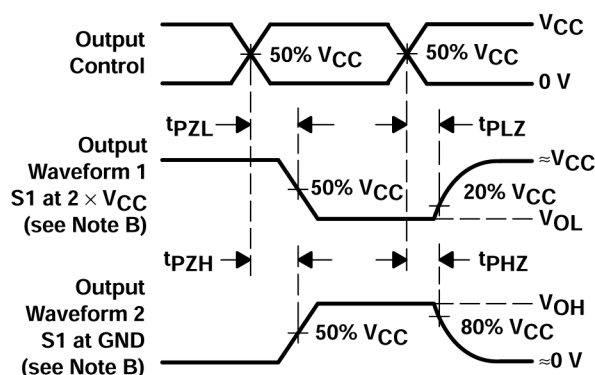 VCC
Output
Control
50% VCC
50% VCC
0 V
tPZL
tPLZ
Output
Waveform 1
S1 at 2 × VCC
(see Note B)
50% VCC
≈VCC
20% VCC
VOL
tPZH
tPHZ
Output
Waveform 2
S1 at GND
(see Note B)
50% VCC
VOH
80% VCC
≈0 V